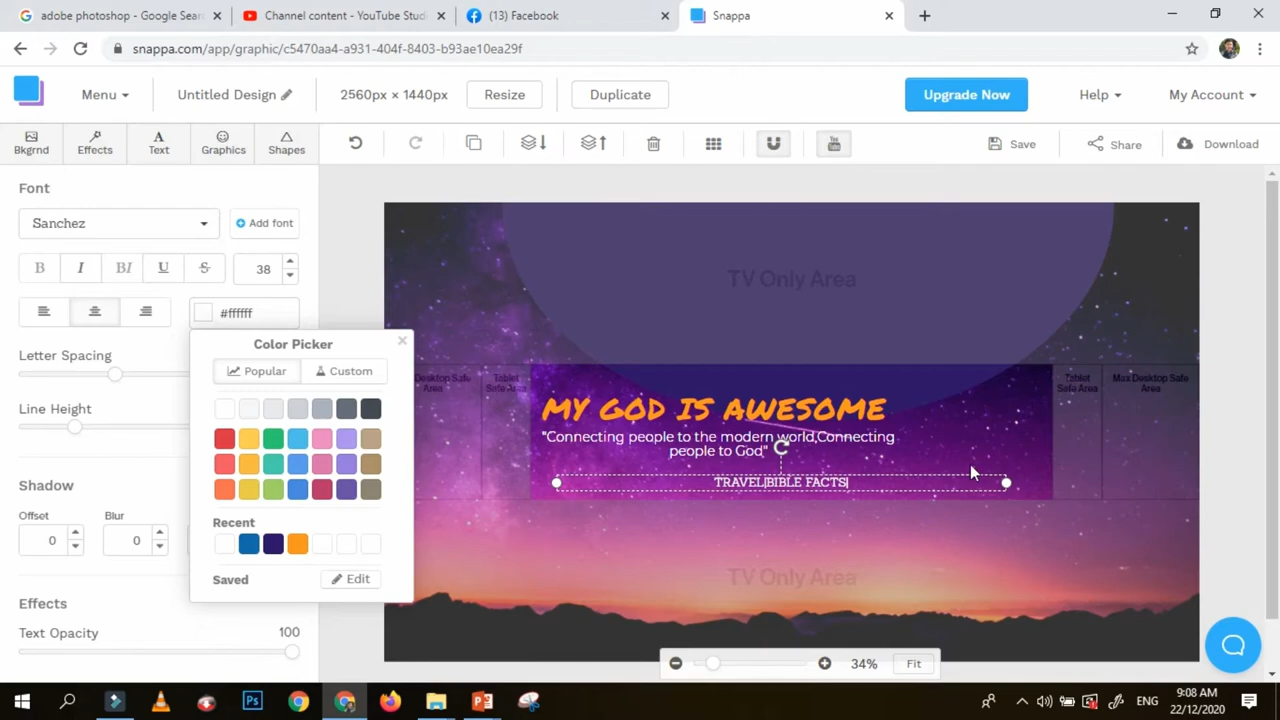 adobe photoshop - Google Sear
Channel content - YouTube Studi
(13) Facebook
Snappa
snappa.com/app/graphic/c5470aa4-a931-404f-8403-b93ae10ea29f
Menu
Untitled Design
2560px × 1440px
Resize
Duplicate
Upgrade Now
Help
My Account
Bkgrnd
Effects
Text
Graphics
Shapes
You Tube
Save
Share
Download
Font
Sanchez
Add font
B I BI U S 38
#ffffff
Letter Spacing
Line Height
Shadow
Offset
Blur
0
0
Effects
Text Opacity
100
Color Picker
Popular
Custom
Recent
Saved
Edit
TV Only Area
Desktop Safe
Area
Tablet
Safe Area
Tablet
Safe Area
Max Desktop Safe
Area
MY GOD IS AWESOME
"Connecting people to the modern world,Connecting
people to God"
TRAVEL|BIBLE FACTS|
TV Only Area
34%
Fit
Ps
ENG
9:08 AM
22/12/2020